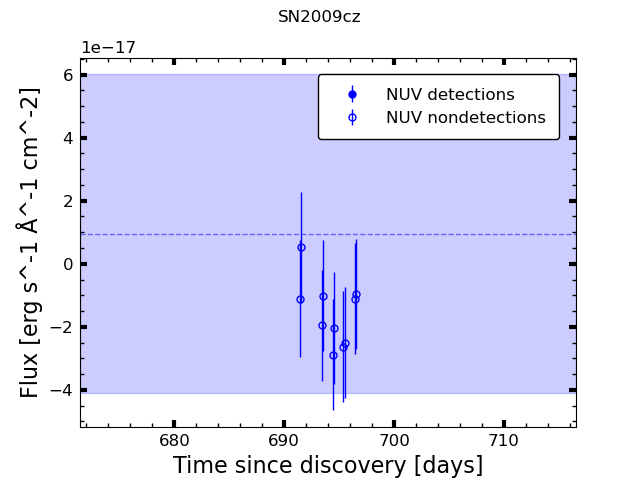 SN2009cz
1e−17
6
4
2
0
−2
−4
Flux [erg s^-1 Å^-1 cm^-2]
NUV detections
NUV nondetections
680
690
700
710
Time since discovery [days]